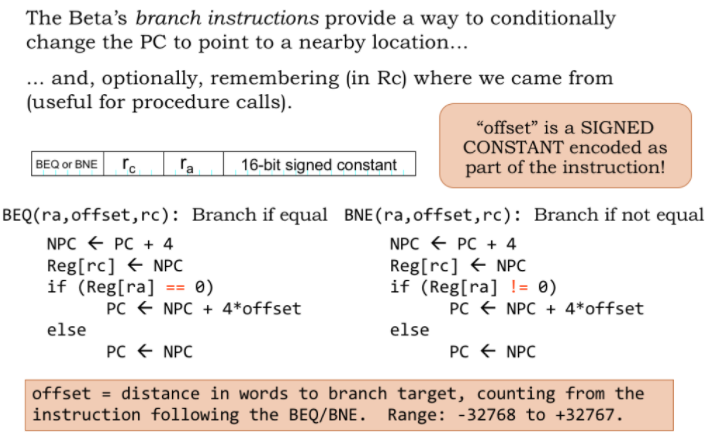 The Beta's branch instructions provide a way to conditionally
change the PC to point to a nearby location...
... and, optionally, remembering (in Rc) where we came from
(useful for procedure calls).
"offset" is a SIGNED
CONSTANT encoded as
part of the instruction!
BEQ or BNE rc ra 16-bit signed constant
BEQ(ra,offset,rc): Branch if equal
NPC ← PC + 4
Reg[rc] ← NPC
if (Reg[ra] == 0)
PC ← NPC + 4*offset
else
PC ← NPC
BNE(ra,offset,rc): Branch if not equal
NPC ← PC + 4
Reg[rc] ← NPC
if (Reg[ra] != 0)
PC ← NPC + 4*offset
else
PC ← NPC
offset = distance in words to branch target, counting from the
instruction following the BEQ/BNE. Range: -32768 to +32767.